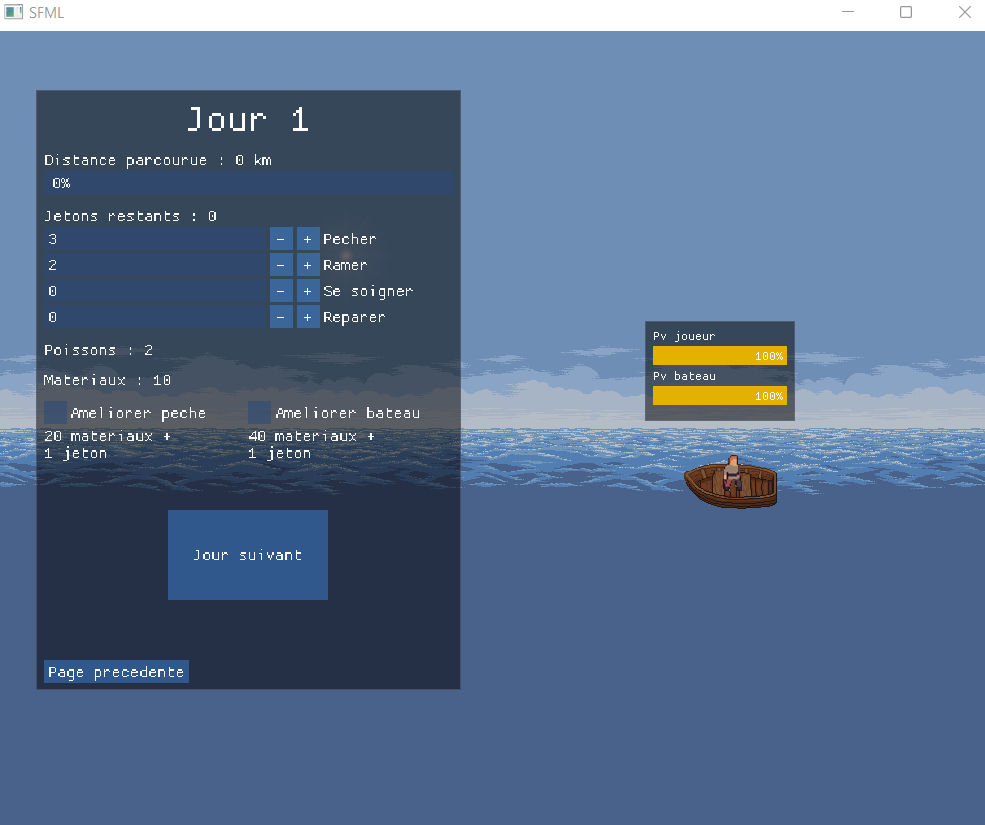 SFML
Jour 1
Distance parcourue : 0 km
0%
Jetons restants : 0
3 - + Pecher
2 - + Ramer
0 - + Se soigner
0 - + Reparer
Poissons : 2
Materiaux : 10
Ameliorer peche Ameliorer bateau
20 materiaux + 40 materiaux +
1 jeton 1 jeton
Jour suivant
Page precedente
Pv joueur
100%
Pv bateau
100%